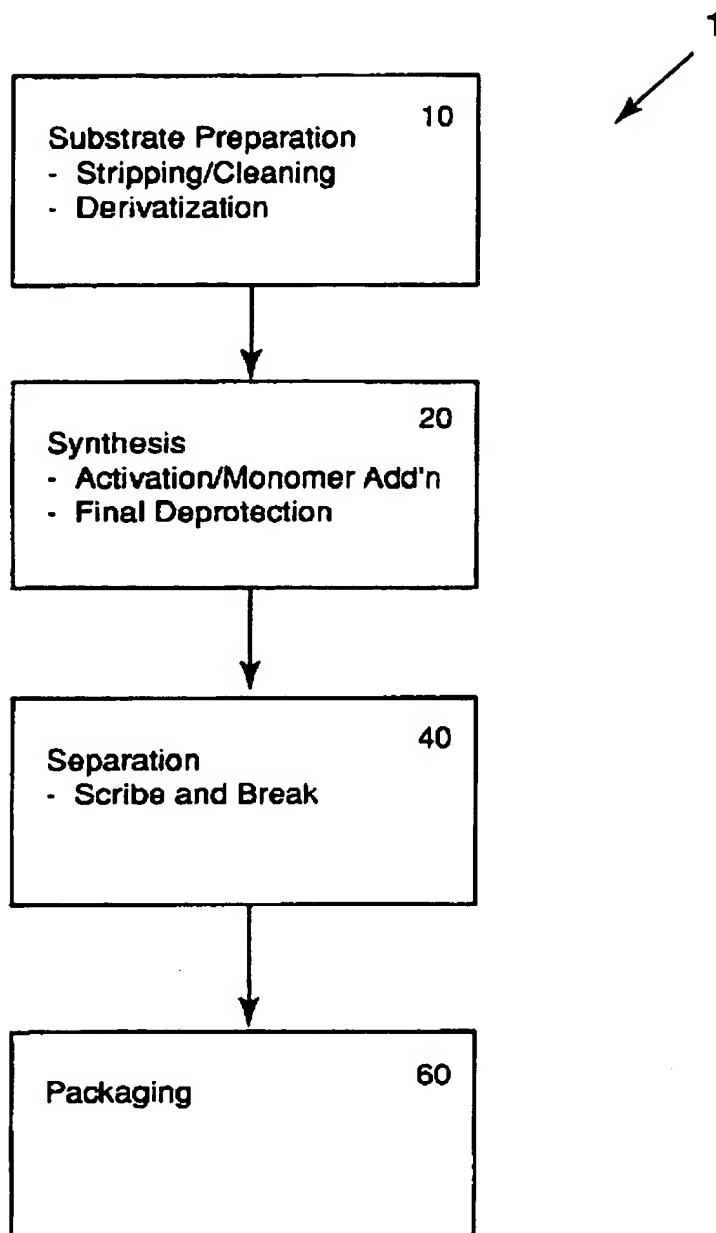 1
10
Substrate Preparation
- Stripping/Cleaning
- Derivatization
20
Synthesis
- Activation/Monomer Add'n
- Final Deprotection
40
Separation
- Scribe and Break
60
Packaging